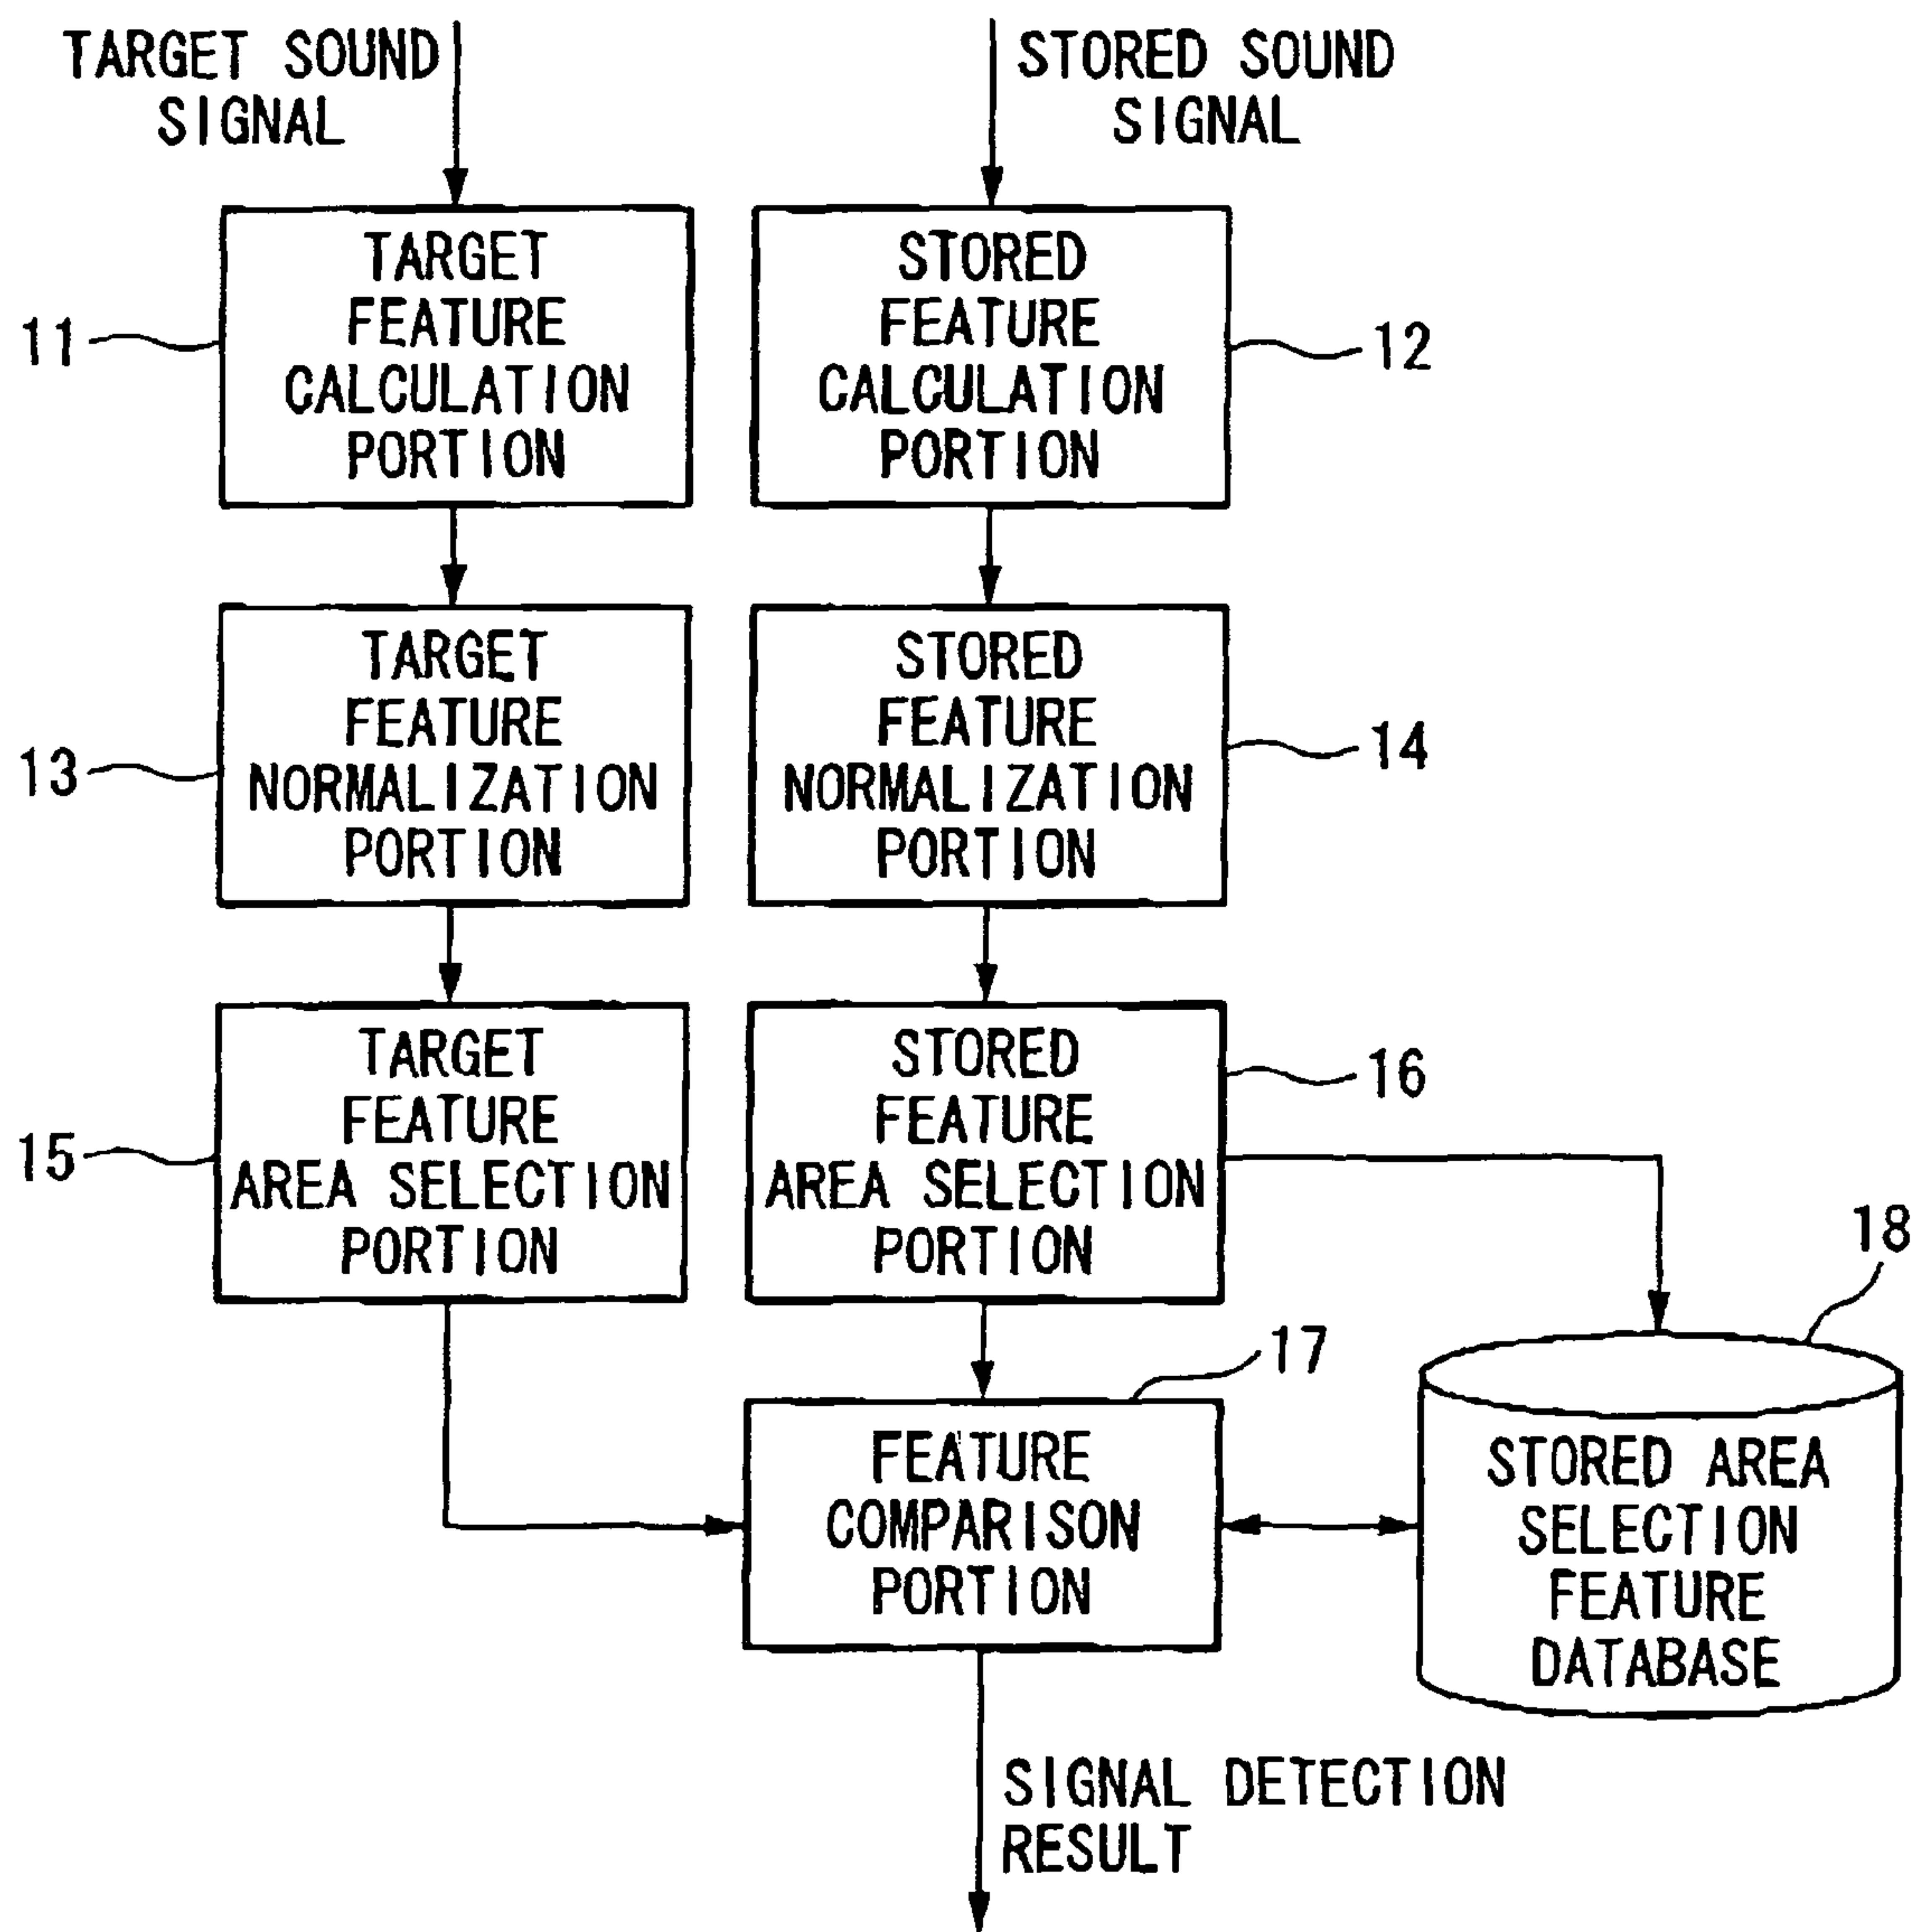 TARGET SOUND
SIGNAL
STORED SOUND
SIGNAL
TARGET
FEATURE
CALCULATION
PORTION
11
STORED
FEATURE
CALCULATION
PORTION
12
TARGET
FEATURE
NORMALIZATION
PORTION
13
STORED
FEATURE
NORMALIZATION
PORTION
14
TARGET
FEATURE
AREA SELECTION
PORTION
15
STORED
FEATURE
AREA SELECTION
PORTION
16
FEATURE
COMPARISON
PORTION
17
STORED AREA
SELECTION
FEATURE
DATABASE
18
SIGNAL DETECTION
RESULT